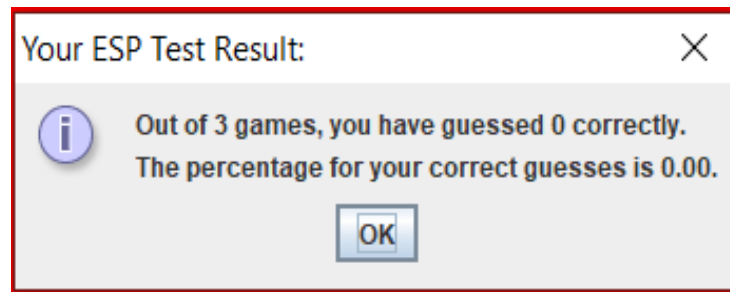 Your ESP Test Result:
Out of 3 games, you have guessed 0 correctly.
The percentage for your correct guesses is 0.00.
OK